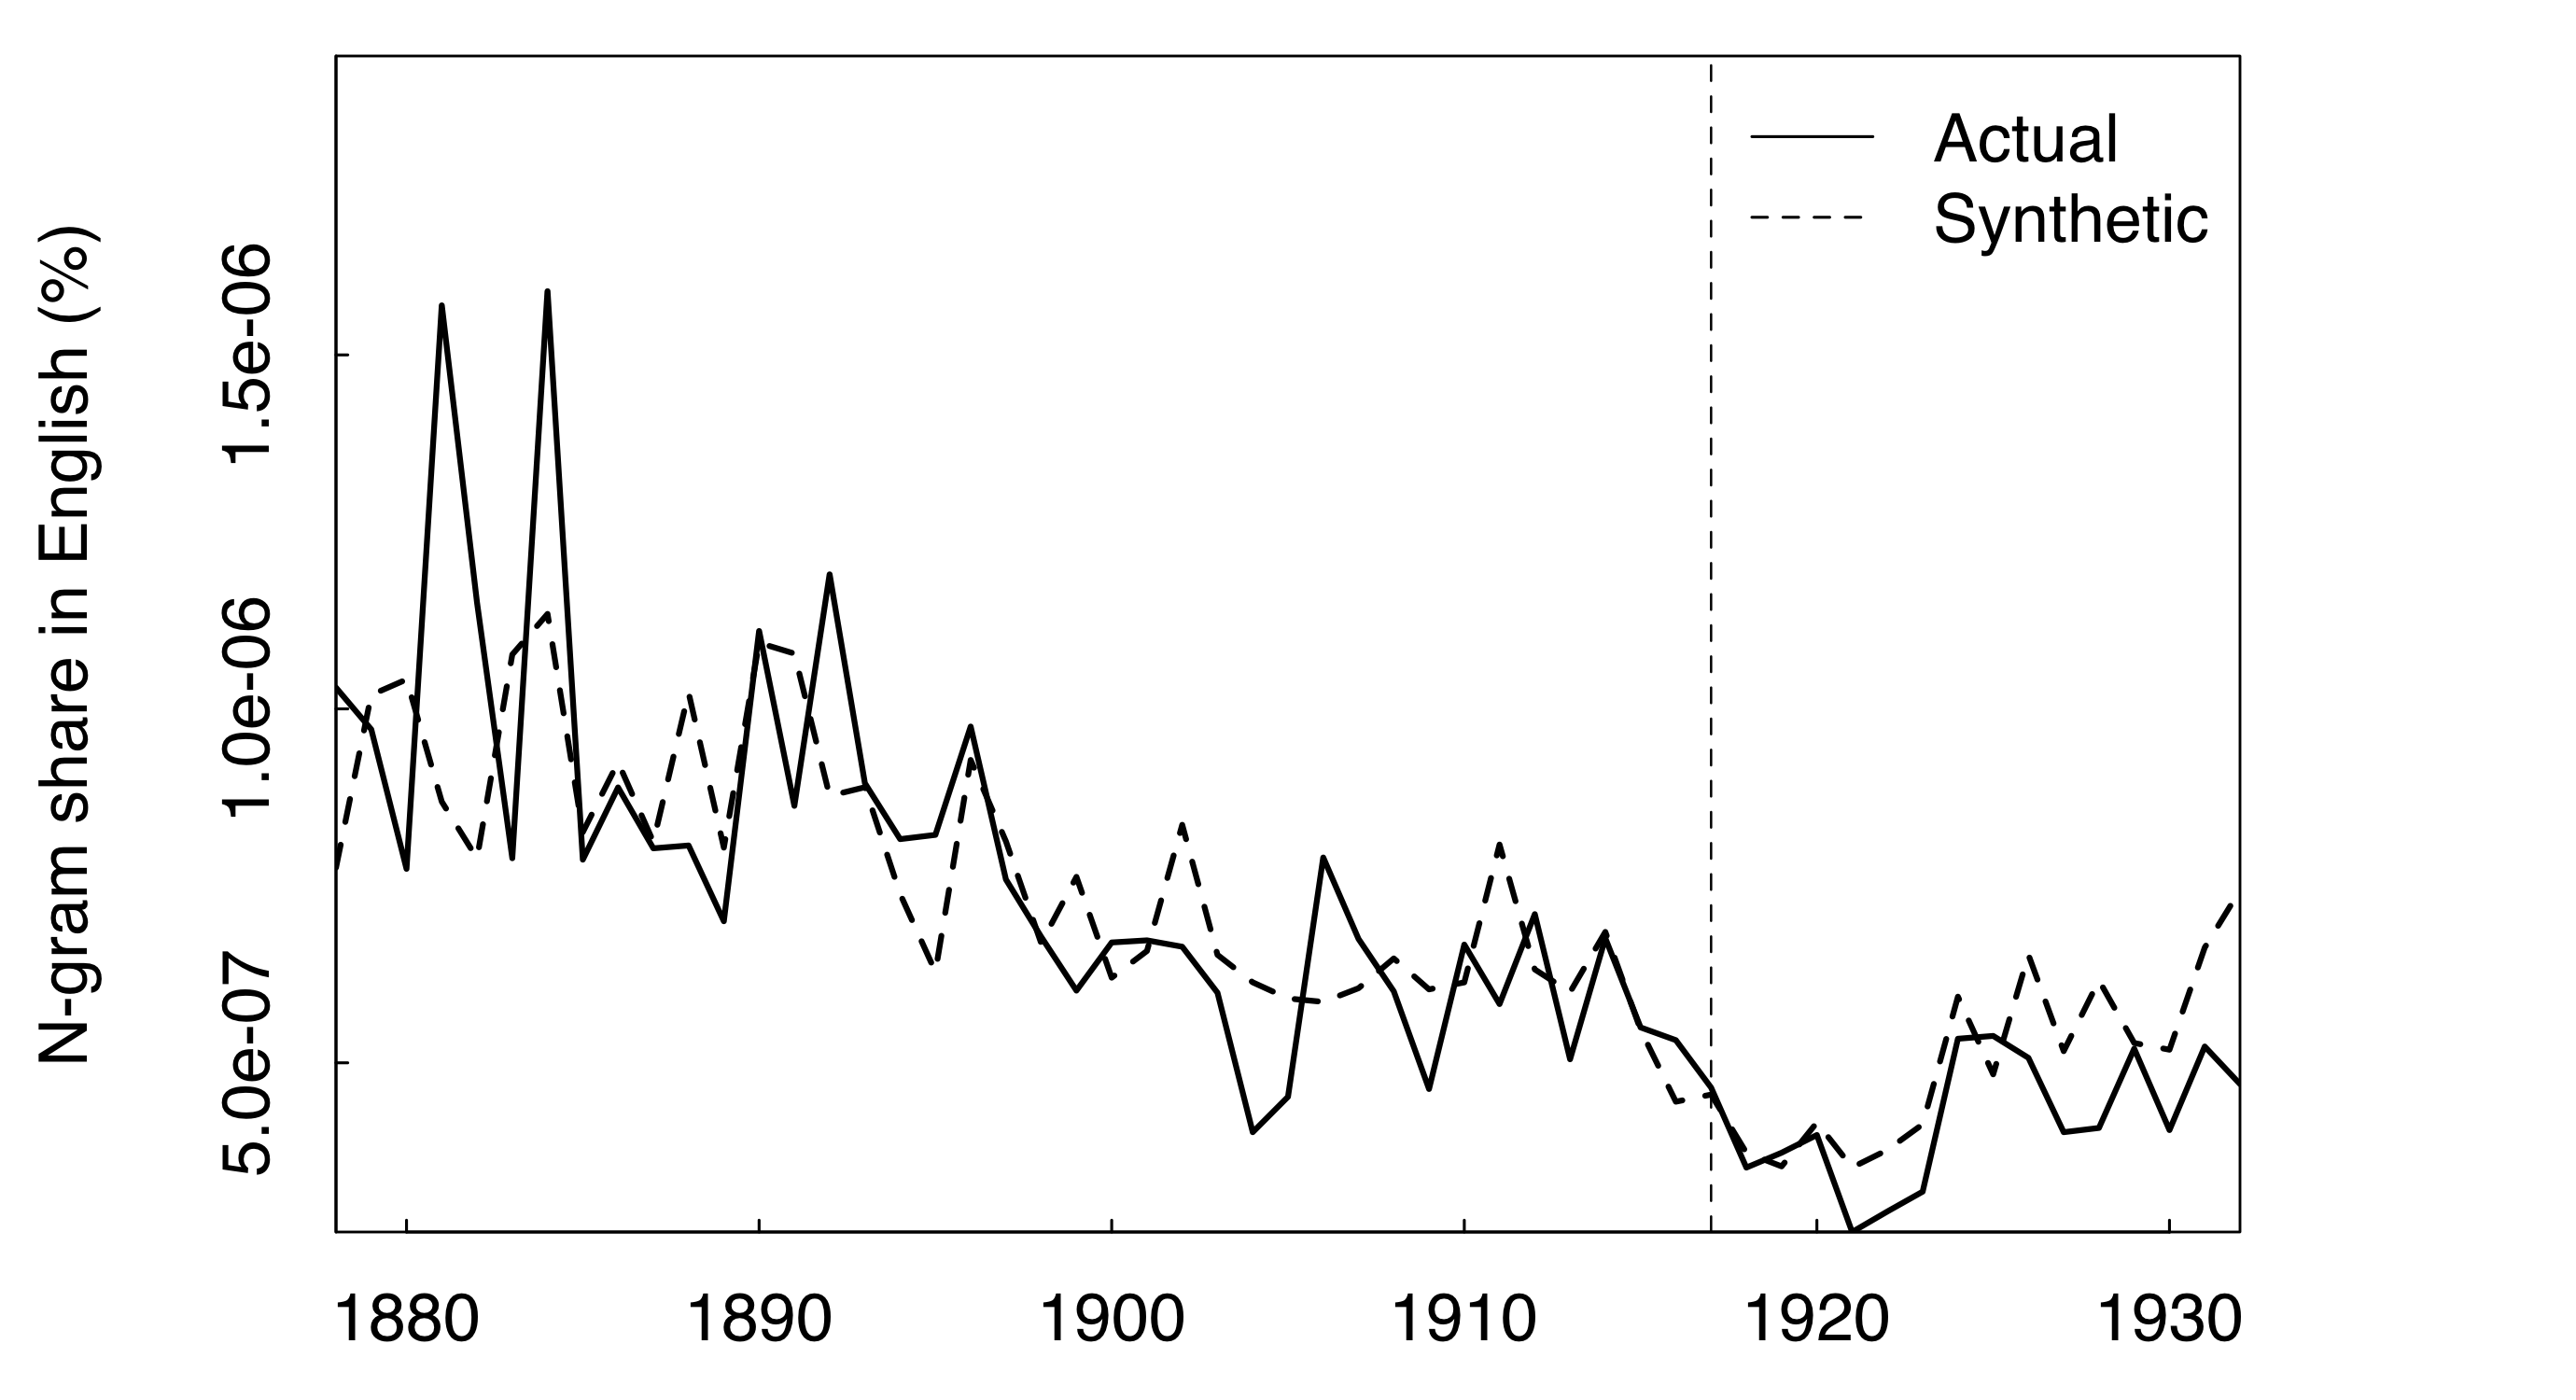 N-gram share in English (%)
1.5e-06
1.0e-06
5.0e-07
Actual
Synthetic
1880 1890 1900 1910 1920 1930